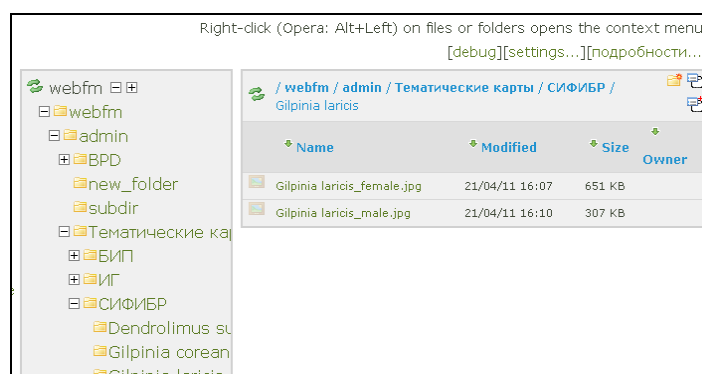 Right-click (Opera: Alt+Left) on files or folders opens the context menu
[debug][settings...][подробности...
webfm
webfm
admin
BPD
new_folder
subdir
Тематические ка
БИП
ИГ
СИФИБР
Dendrolimus su
Gilpinia corean
Gilpinia laricis
/ webfm / admin / Тематические карты / СИФИБР /
Gilpinia laricis
Name Modified Size Owner
Gilpinia laricis_female.jpg 21/04/11 16:07 651 KB
Gilpinia laricis_male.jpg 21/04/11 16:10 307 KB